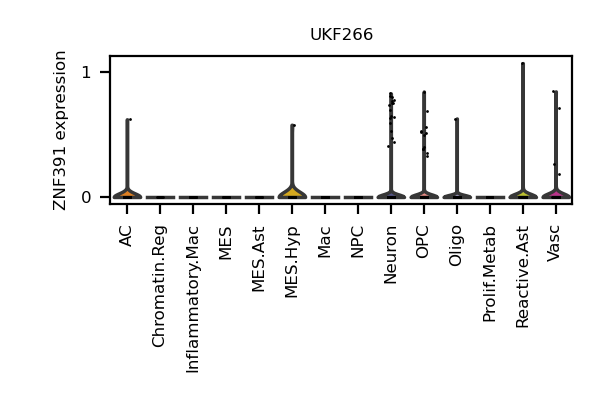 UKF266
ZNF391 expression
1
0
AC
Chromatin.Reg
Inflammatory.Mac
MES
MES.Ast
MES.Hyp
Mac
NPC
Neuron
OPC
Oligo
Prolif.Metab
Reactive.Ast
Vasc